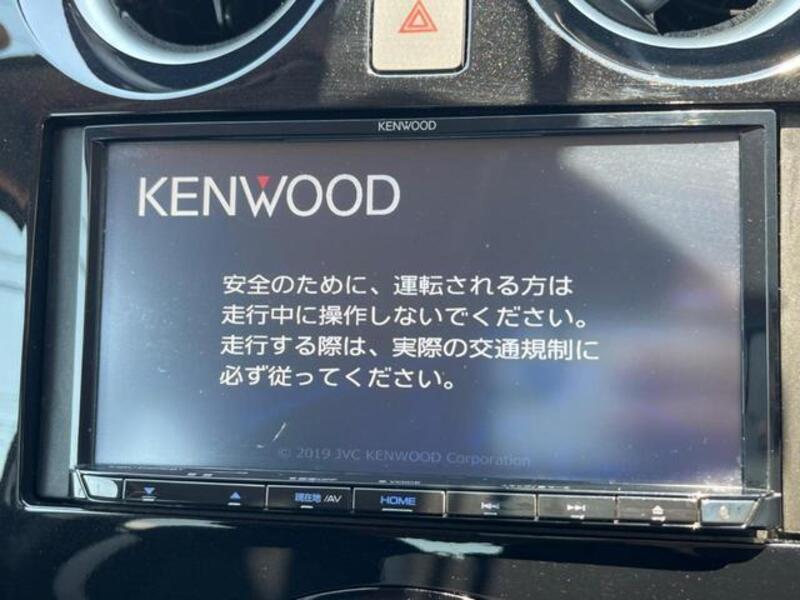 KENWOOD
KENWOOD
安全のために、運転される方は
走行中に操作しないでください。
走行する際は、実際の交通規制に
必ず従ってください。
© 2019 JVC KENWOOD Corporation
現在地/AV
HOME